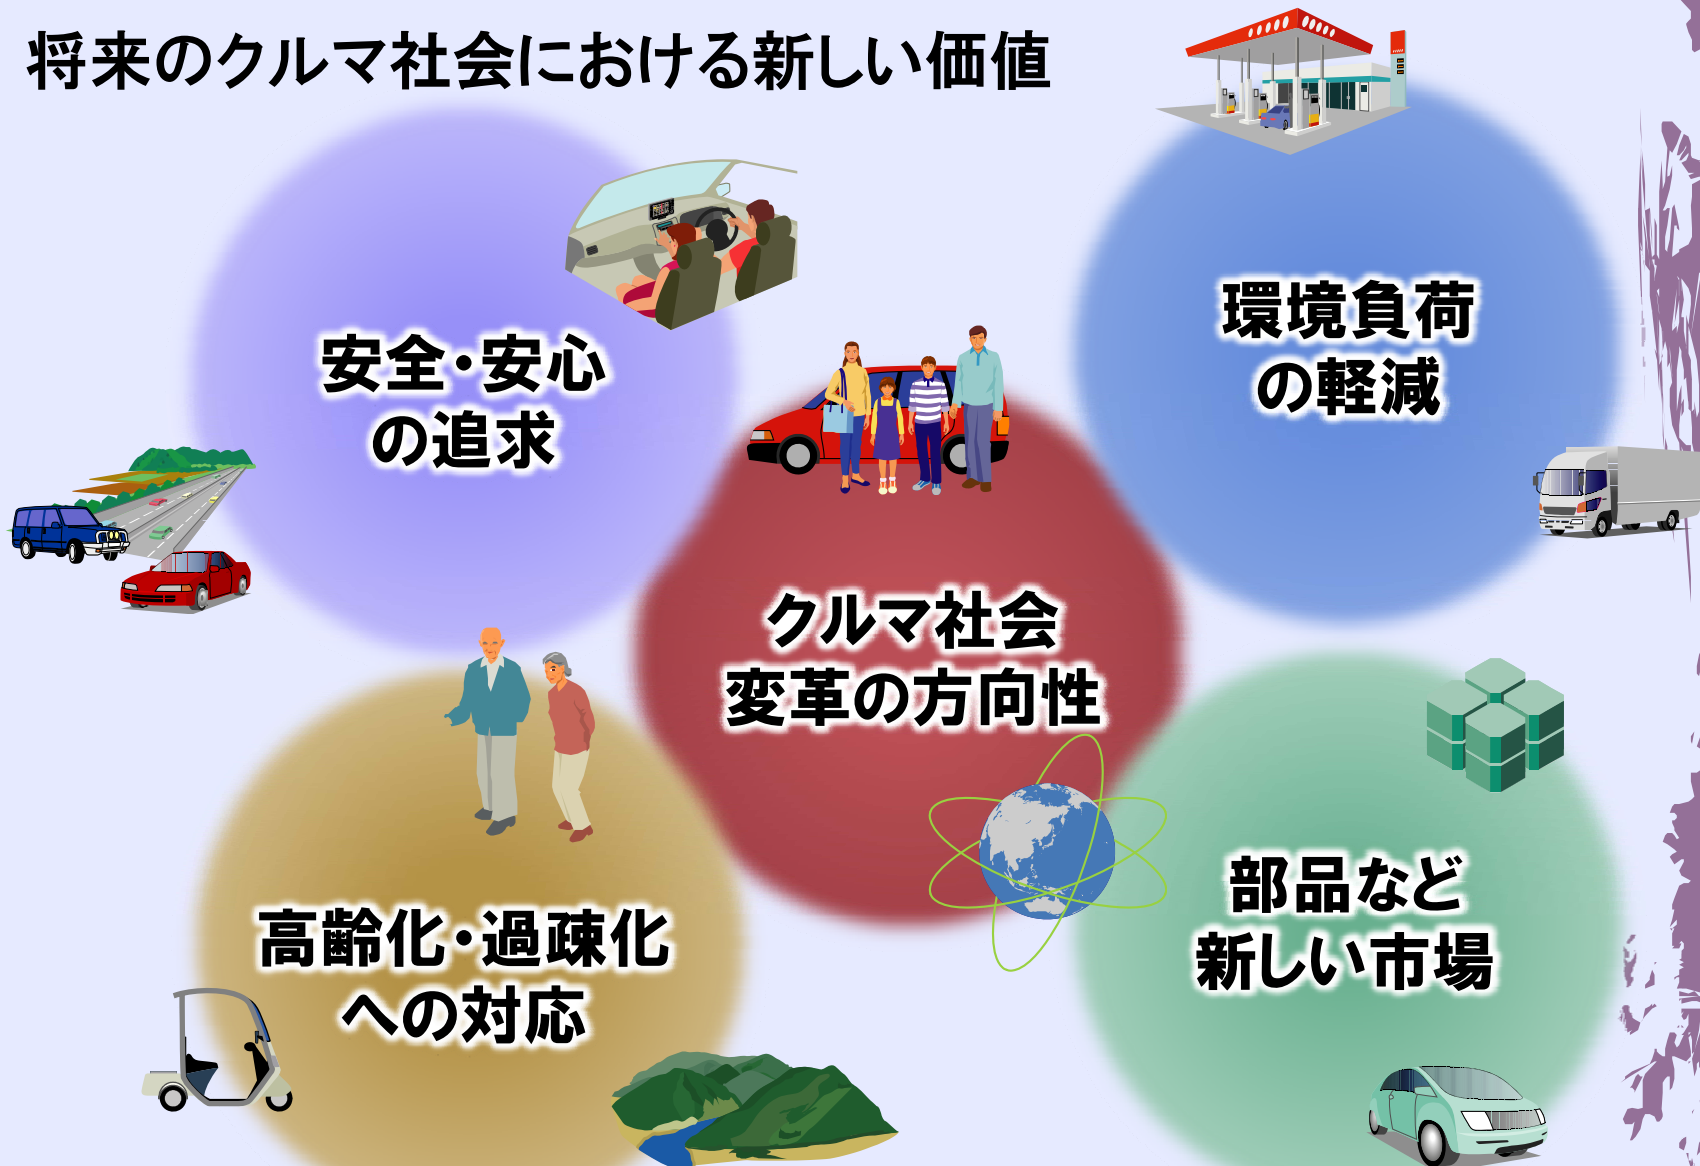 将来のクルマ社会における新しい価値
安全・安心
の追求
環境負荷
の軽減
クルマ社会
変革の方向性
高齢化・過疎化
への対応
部品など
新しい市場